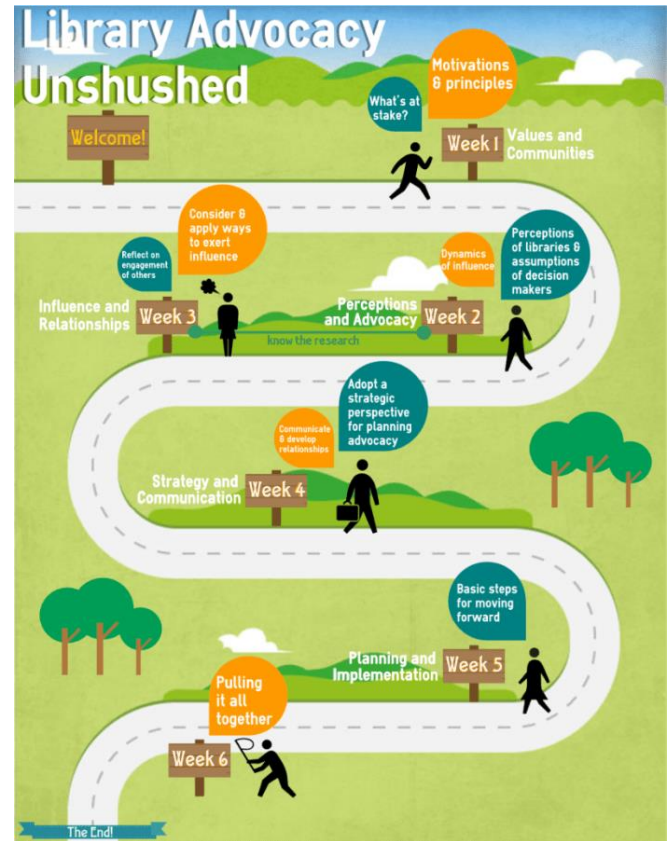 Library Advocacy
Unshushed
Welcome!
What's at
stake?
Motivations
& principles
Week 1
Values and
Communities
Perceptions
of libraries &
assumptions
of decision
makers
Dynamics
of influence
Perceptions
and Advocacy
Week 2
know the research
Consider &
apply ways
to exert
influence
Reflect on
engagement
of others
Influence and
Relationships
Week 3
Adopt a
strategic
perspective
for planning
advocacy
Communicate
& develop
relationships
Strategy and
Communication
Week 4
Basic steps
for moving
forward
Planning and
Implementation
Week 5
Pulling
it all
together
Week 6
The End!